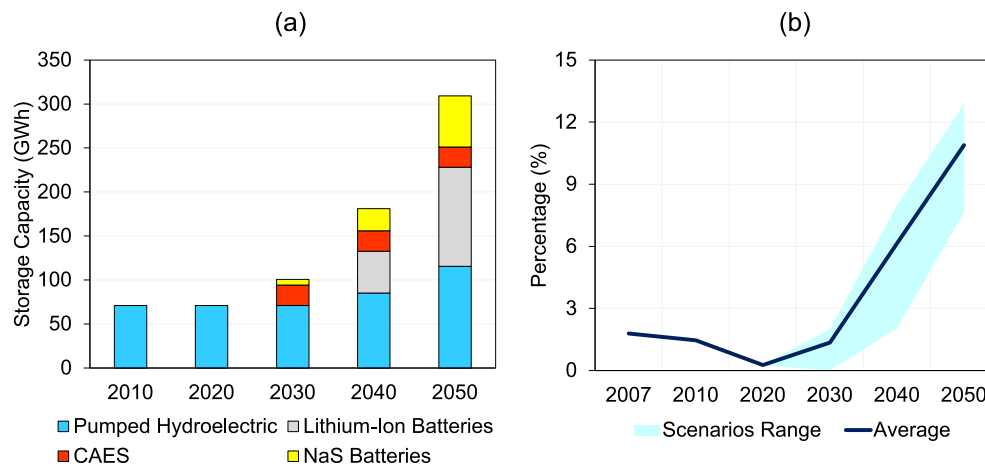 (a)
Storage Capacity (GWh)
350
300
250
200
150
100
50
0
2010 2020 2030 2040 2050
Pumped Hydroelectric Lithium-Ion Batteries
CAES NaS Batteries
(b)
Percentage (%)
15
12
9
6
3
0
2007 2010 2020 2030 2040 2050
Scenarios Range Average